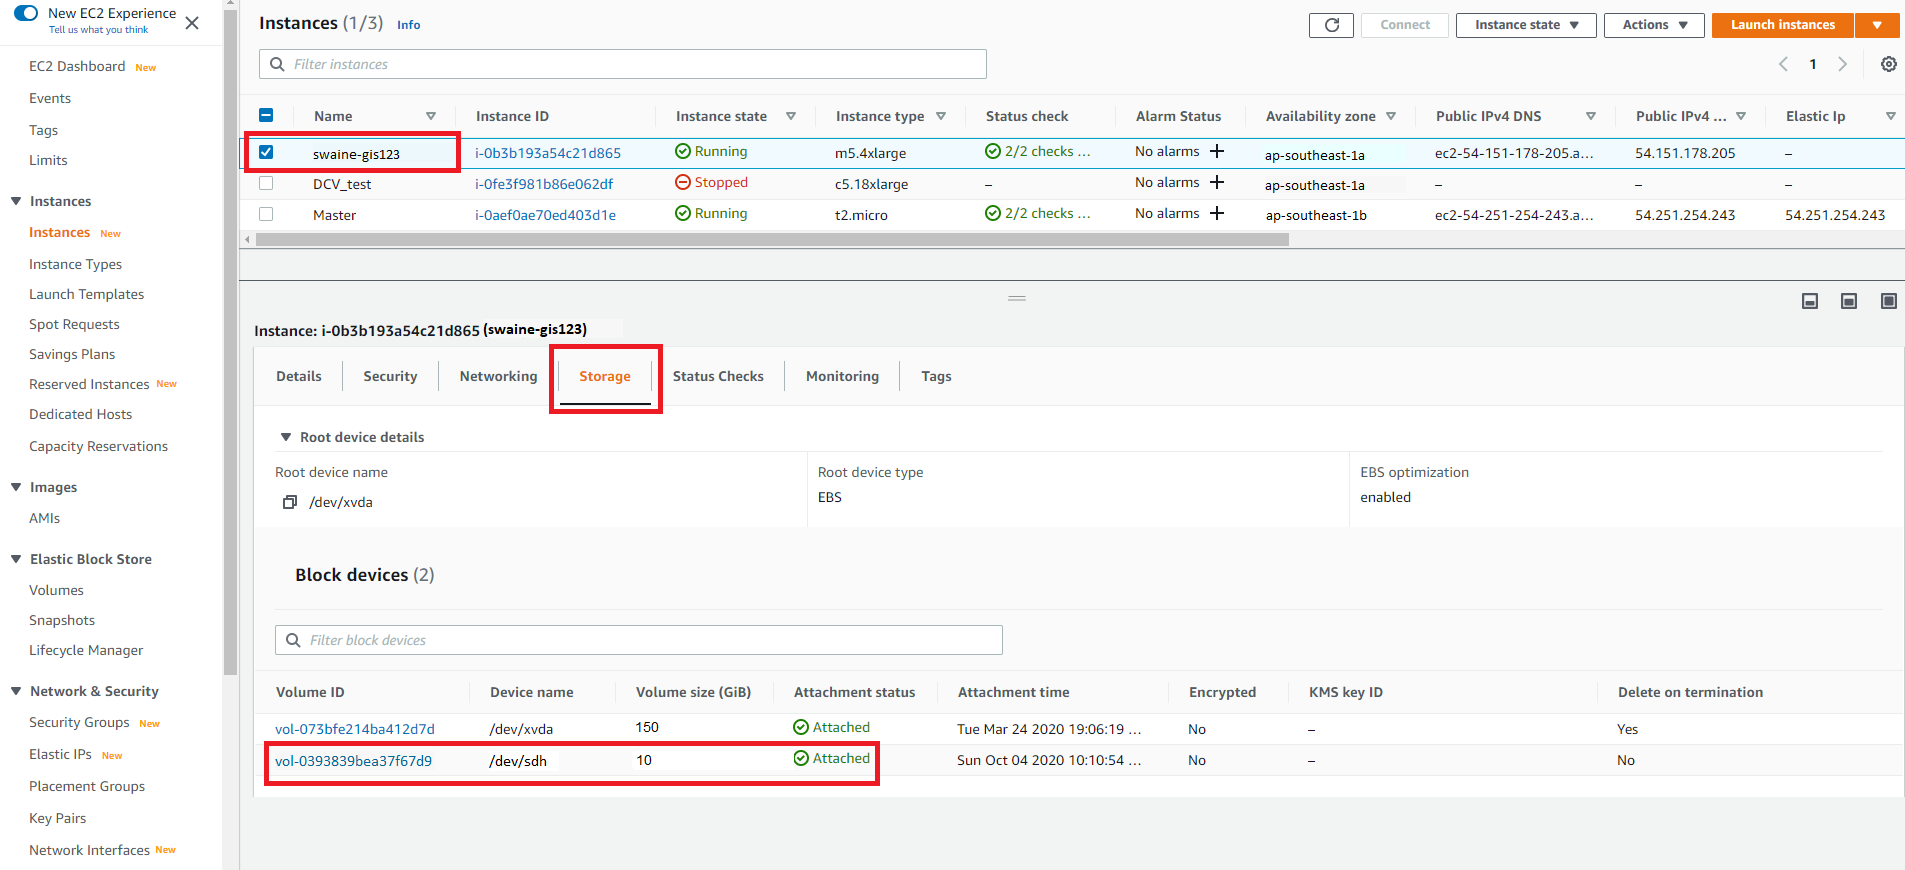 New EC2 Experience
Tell us what you think
EC2 Dashboard New
Events
Tags
Limits
Instances
Instances New
Instance Types
Launch Templates
Spot Requests
Savings Plans
Reserved Instances New
Dedicated Hosts
Capacity Reservations
Images
AMIs
Elastic Block Store
Volumes
Snapshots
Lifecycle Manager
Network & Security
Security Groups New
Elastic IPs New
Placement Groups
Key Pairs
Network Interfaces New
Instances (1/3) Info
Connect Instance state Actions Launch instances
Filter instances
1
Name Instance ID Instance state Instance type Status check Alarm Status Availability zone Public IPv4 DNS Public IPv4 ... Elastic Ip
swaine-gis123 i-0b3b193a54c21d865 Running m5.4xlarge 2/2 checks ... No alarms + ap-southeast-1a ec2-54-151-178-205.a... 54.151.178.205 –
DCV_test i-0fe3f981b86e062df Stopped c5.18xlarge – No alarms + ap-southeast-1a – – –
Master i-0aef0ae70ed403d1e Running t2.micro 2/2 checks ... No alarms + ap-southeast-1b ec2-54-251-254-243.a... 54.251.254.243 54.251.254.243
Instance: i-0b3b193a54c21d865 (swaine-gis123)
Details Security Networking Storage Status Checks Monitoring Tags
Root device details
Root device name Root device type EBS optimization
/dev/xvda EBS enabled
Block devices (2)
Filter block devices
Volume ID Device name Volume size (GiB) Attachment status Attachment time Encrypted KMS key ID Delete on termination
vol-073bfe214ba412d7d /dev/xvda 150 Attached Tue Mar 24 2020 19:06:19 ... No – Yes
vol-0393839bea37f67d9 /dev/sdh 10 Attached Sun Oct 04 2020 10:10:54 ... No – No